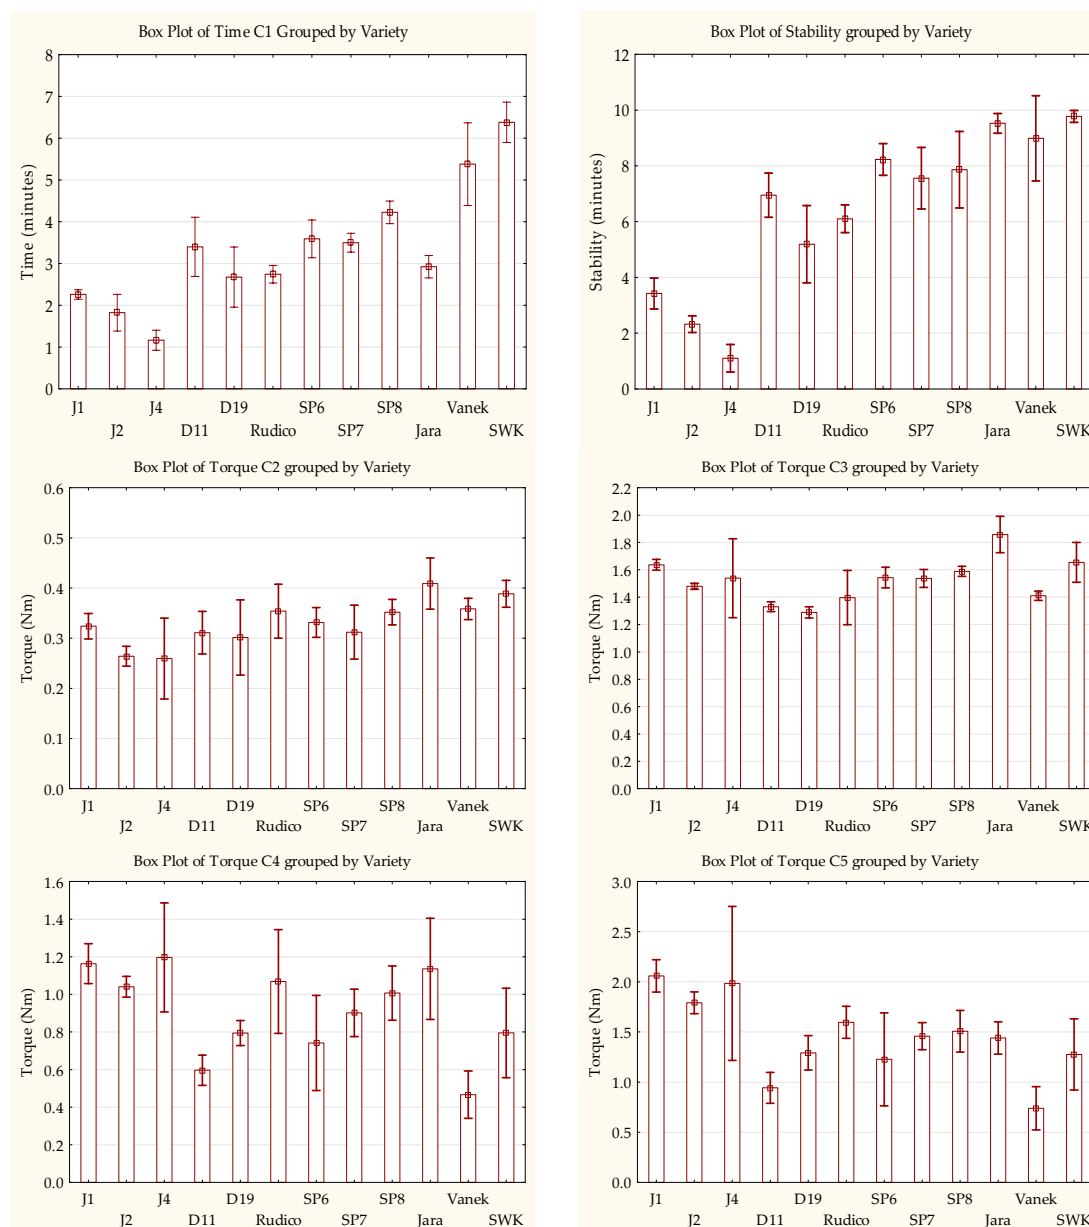 Box Plot of Time C1 Grouped by Variety
8
7
6
5
4
3
2
1
0
Time (minutes)
J1 J4 D19 SP6 SP8 Vanek
J2 D11 Rudico SP7 Jara SWK
Box Plot of Stability grouped by Variety
12
10
8
6
4
2
0
Stability (minutes)
J1 J4 D19 SP6 SP8 Vanek
J2 D11 Rudico SP7 Jara SWK
Box Plot of Torque C2 grouped by Variety
0.6
0.5
0.4
0.3
0.2
0.1
0.0
Torque (Nm)
J1 J4 D19 SP6 SP8 Vanek
J2 D11 Rudico SP7 Jara SWK
Box Plot of Torque C3 grouped by Variety
2.2
2.0
1.8
1.6
1.4
1.2
1.0
0.8
0.6
0.4
0.2
0.0
Torque (Nm)
J1 J4 D19 SP6 SP8 Vanek
J2 D11 Rudico SP7 Jara SWK
Box Plot of Torque C4 grouped by Variety
1.6
1.4
1.2
1.0
0.8
0.6
0.4
0.2
0.0
Torque (Nm)
J1 J4 D19 SP6 SP8 Vanek
J2 D11 Rudico SP7 Jara SWK
Box Plot of Torque C5 grouped by Variety
3.0
2.5
2.0
1.5
1.0
0.5
0.0
Torque (Nm)
J1 J4 D19 SP6 SP8 Vanek
J2 D11 Rudico SP7 Jara SWK